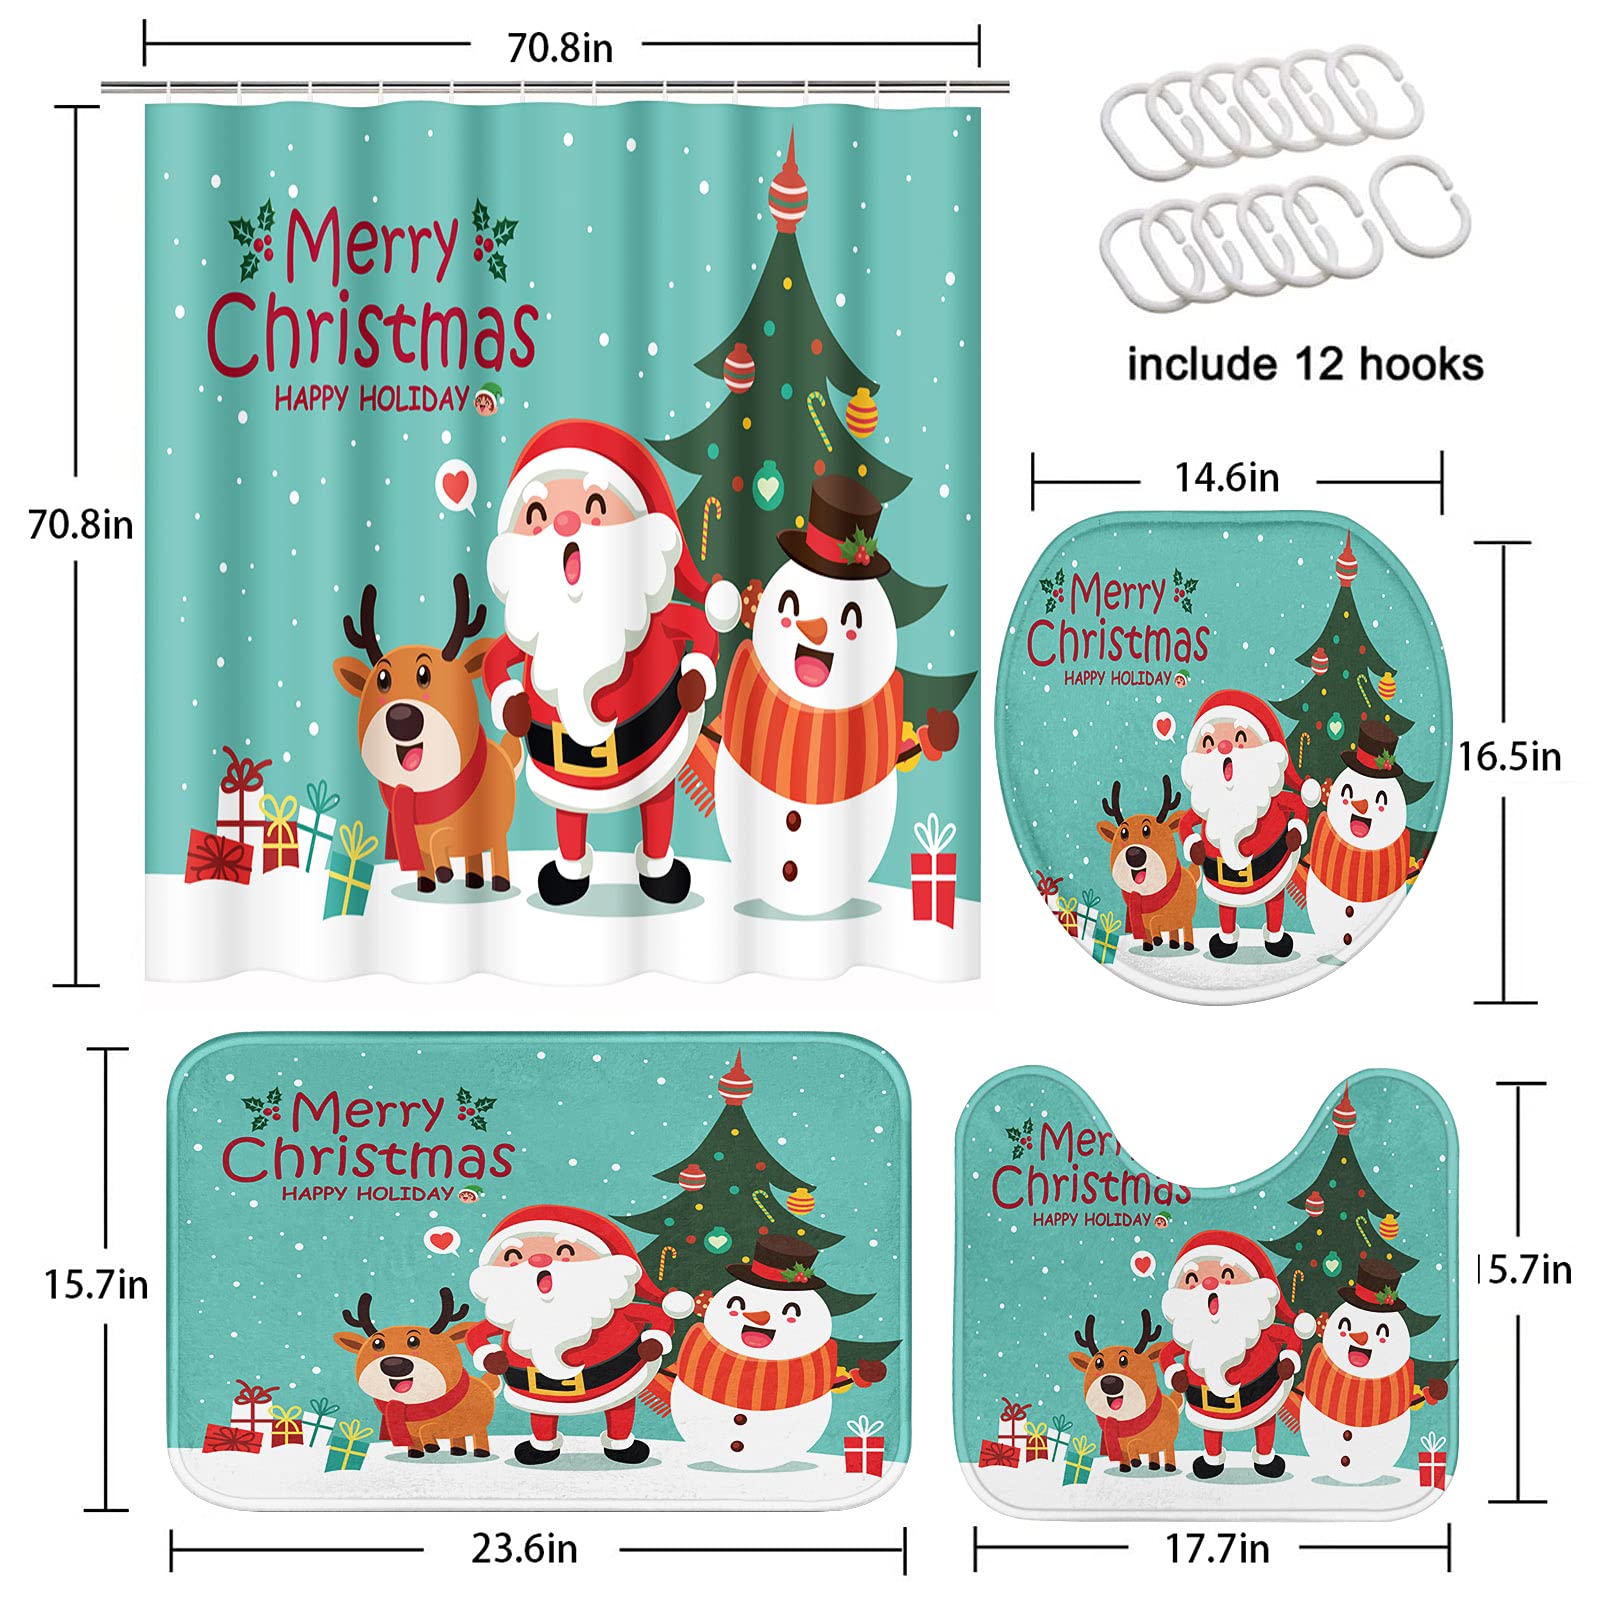 70.8in
70.8in
Merry
Christmas
HAPPY HOLIDAY
include 12 hooks
14.6in
16.5in
Merry
Christmas
HAPPY HOLIDAY
15.7in
23.6in
Merry
Christmas
HAPPY HOLIDAY
5.7in
17.7in
Mer
Christmas
HAPPY HOLIDAY